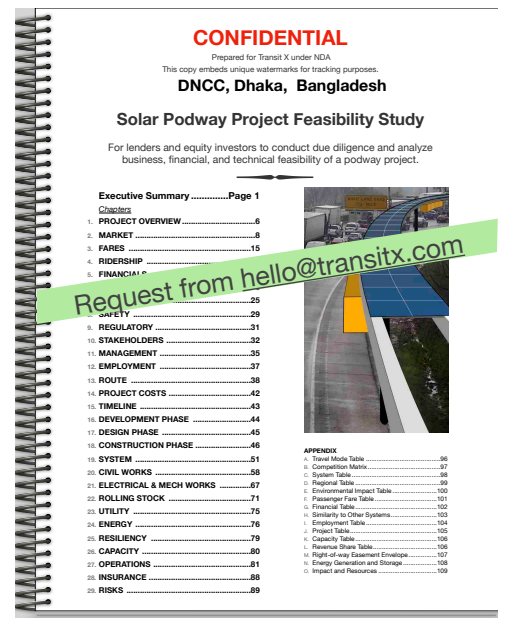 CONFIDENTIAL
Prepared for Transit X under NDA
This copy embeds unique watermarks for tracking purposes.
DNCC, Dhaka, Bangladesh
Solar Podway Project Feasibility Study
For lenders and equity investors to conduct due diligence and analyze
business, financial, and technical feasibility of a podway project.
Executive Summary ..............Page 1
Chapters
1. PROJECT OVERVIEW ...................................6
2. MARKET ...................................8
3. FARES ...................................15
4. RIDERSHIP
5. FINANCIALS
Request from hello@transitx.com
25
8. SAFETY ...................................29
9. REGULATORY ...................................31
10. STAKEHOLDERS ...................................32
11. MANAGEMENT ...................................35
12. EMPLOYMENT ...................................37
13. ROUTE ...................................38
14. PROJECT COSTS ...................................42
15. TIMELINE ...................................43
16. DEVELOPMENT PHASE ...................................44
17. DESIGN PHASE ...................................45
18. CONSTRUCTION PHASE ...................................46
19. SYSTEM ...................................51
20. CIVIL WORKS ...................................58
21. ELECTRICAL & MECH WORKS ...........67
22. ROLLING STOCK ...................................71
23. UTILITY ...................................75
24. ENERGY ...................................76
25. RESILIENCY ...................................79
26. CAPACITY ...................................80
27. OPERATIONS ...................................81
28. INSURANCE ...................................88
29. RISKS ...................................89
APPENDIX
A. Travel Mode Table ...................................96
B. Competition Matrix ...................................97
C. System Table ...................................98
D. Regional Table ...................................99
E. Environmental Impact Table ......................100
F. Passenger Fare Table ...................................101
G. Financial Table ...................................102
H. Similarity to Other Systems ......................103
I. Employment Table ...................................104
J. Project Table ...................................105
K. Capacity Table ...................................106
L. Revenue Share Table ...................................106
M. Right-of-way Easement Envelope ..............107
N. Energy Generation and Storage ..................108
O. Impact and Resources ...................................109